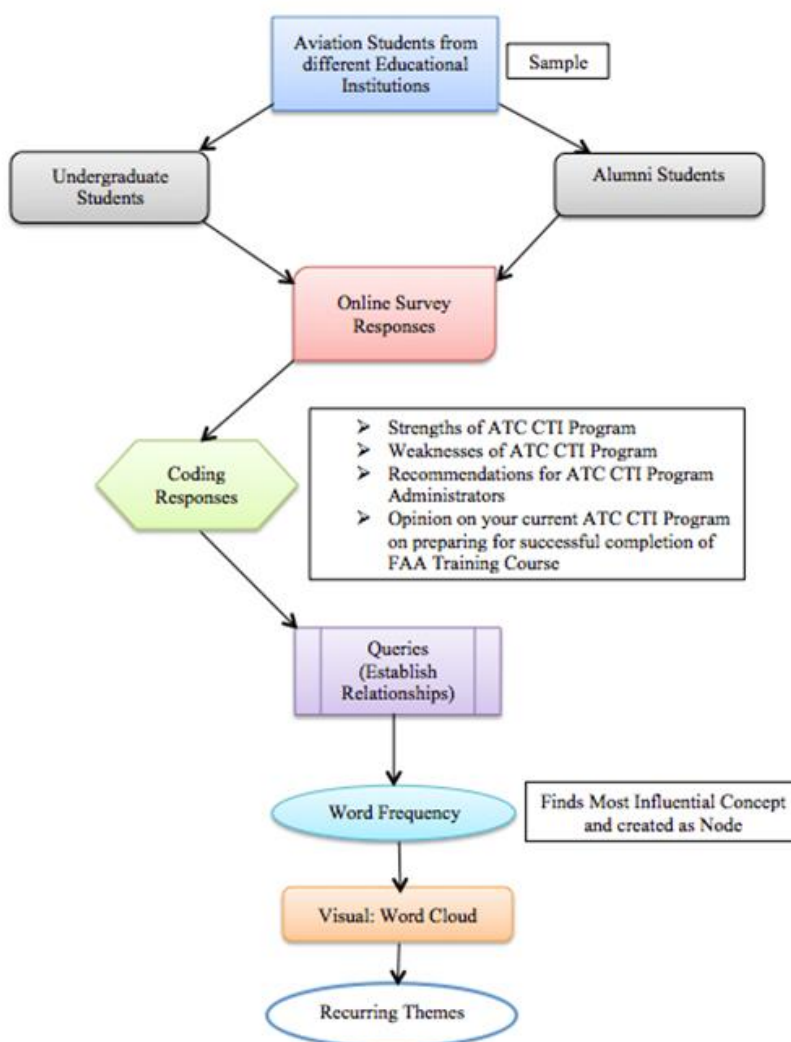 Aviation Students from
different Educational
Institutions
Sample
Undergraduate
Students
Alumni Students
Online Survey
Responses
Coding
Responses
➢ Strengths of ATC CTI Program
➢ Weaknesses of ATC CTI Program
➢ Recommendations for ATC CTI Program
Administrators
➢ Opinion on your current ATC CTI Program
on preparing for successful completion of
FAA Training Course
Queries
(Establish
Relationships)
Word Frequency
Finds Most Influential Concept
and created as Node
Visual: Word Cloud
Recurring Themes